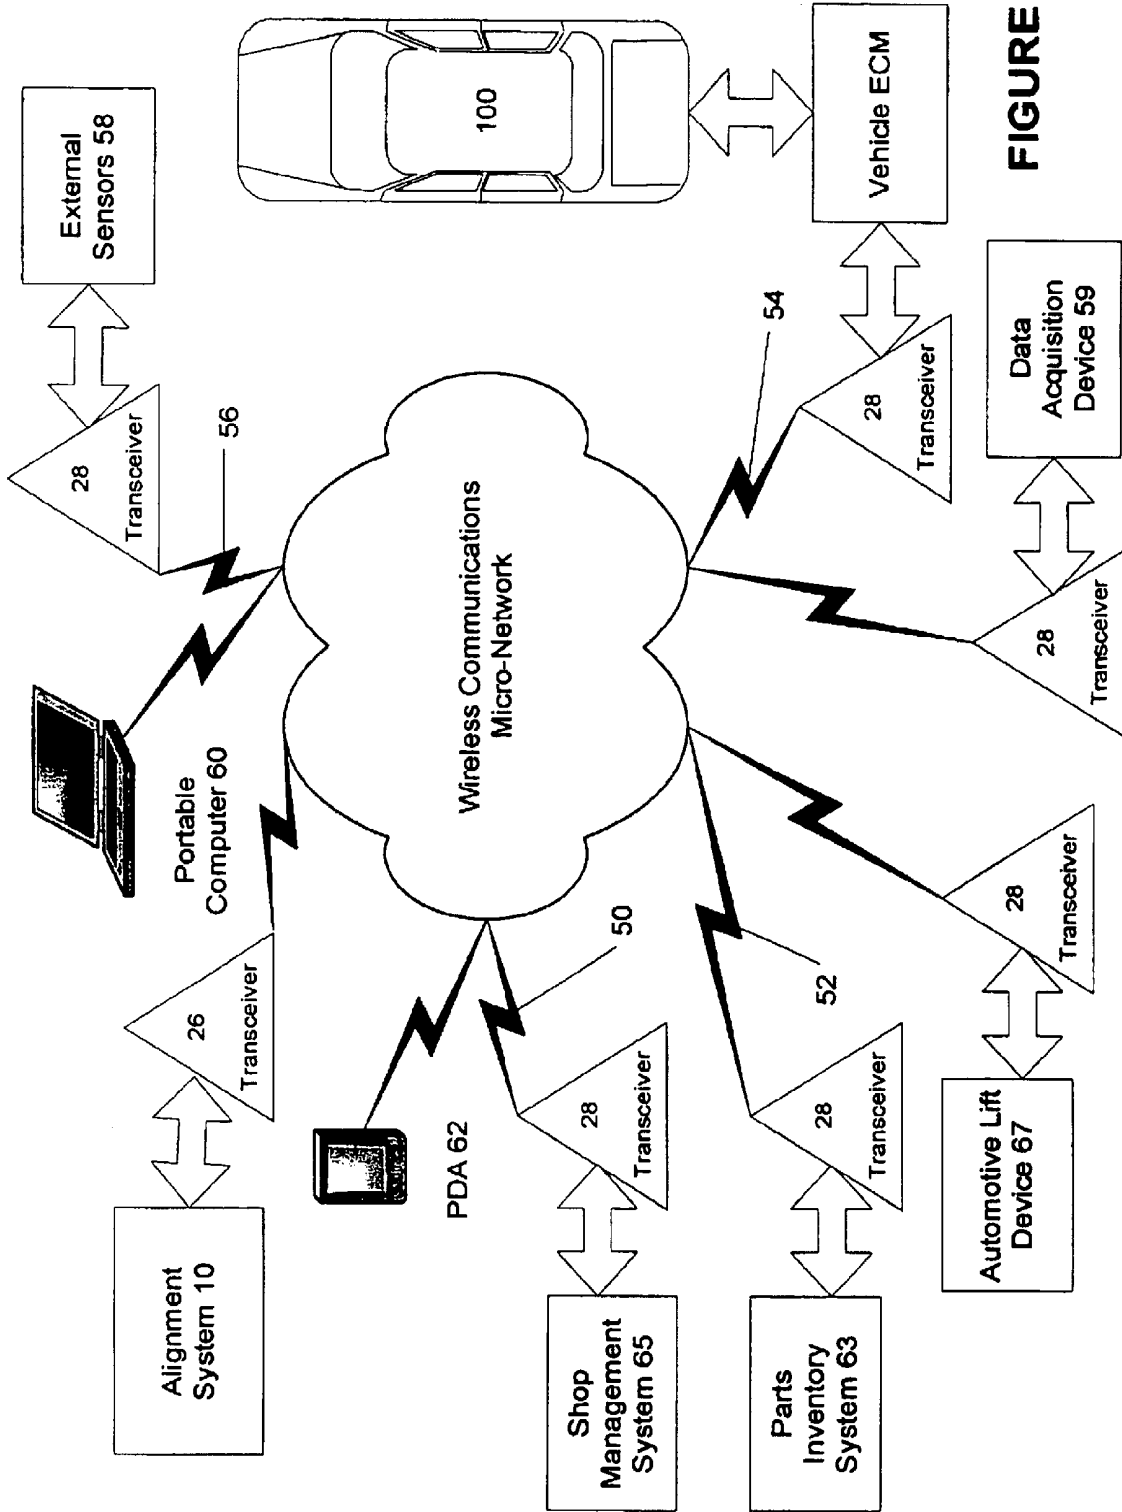 Alignment
System 10
26
Transceiver
Portable
Computer 60
28
Transceiver
External
Sensors 58
56
PDA 62
50
Wireless Communications
Micro-Network
100
Shop
Management
System 65
28
Transceiver
52
54
Parts
Inventory
System 63
28
Transceiver
28
Transceiver
Vehicle ECM
Automotive Lift
Device 67
28
Transceiver
28
Transceiver
Data
Acquisition
Device 59
FIGURE